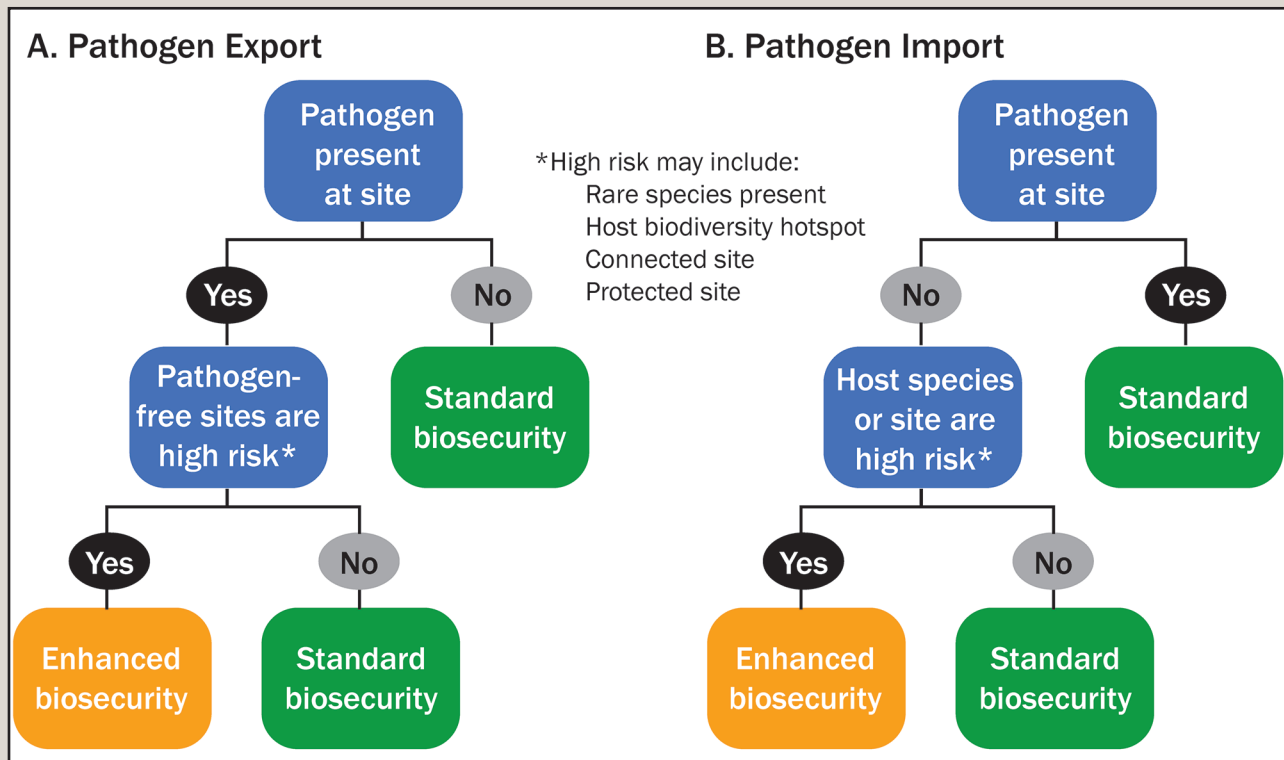 A. Pathogen Export
Pathogen
present
at site
Yes
No
Pathogen-
free sites are
high risk*
Standard
biosecurity
Yes
No
Enhanced
biosecurity
Standard
biosecurity
*High risk may include:
Rare species present
Host biodiversity hotspot
Connected site
Protected site
B. Pathogen Import
Pathogen
present
at site
No
Yes
Host species
or site are
high risk*
Standard
biosecurity
Yes
No
Enhanced
biosecurity
Standard
biosecurity